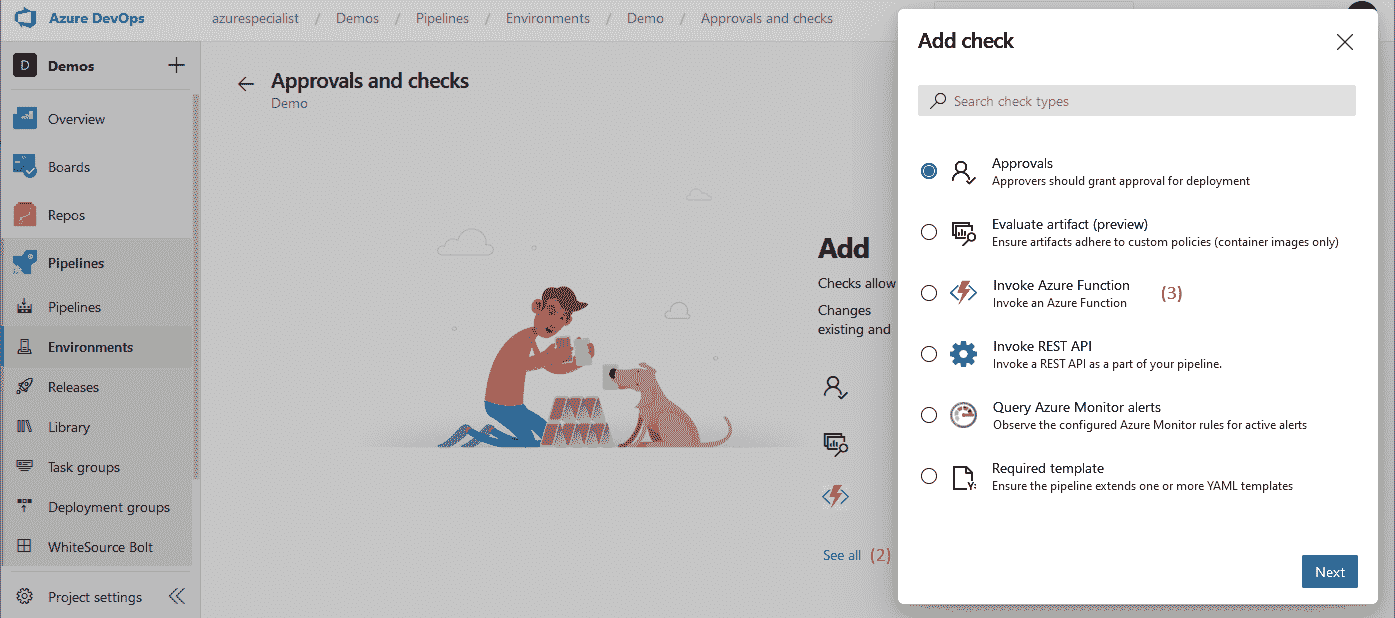 Azure DevOps
azurespecialist / Demos / Pipelines / Environments / Demo / Approvals and checks
D Demos
Overview
Boards
Repos
Pipelines
Pipelines
Environments
Releases
Library
Task groups
Deployment groups
WhiteSource Bolt
Project settings
Approvals and checks
Demo
Add
Checks allow
Changes
existing and
See all (2)
Add check
Search check types
Approvals
Approvers should grant approval for deployment
Evaluate artifact (preview)
Ensure artifacts adhere to custom policies (container images only)
Invoke Azure Function (3)
Invoke an Azure Function
Invoke REST API
Invoke a REST API as a part of your pipeline.
Query Azure Monitor alerts
Observe the configured Azure Monitor rules for active alerts
Required template
Ensure the pipeline extends one or more YAML templates
Next